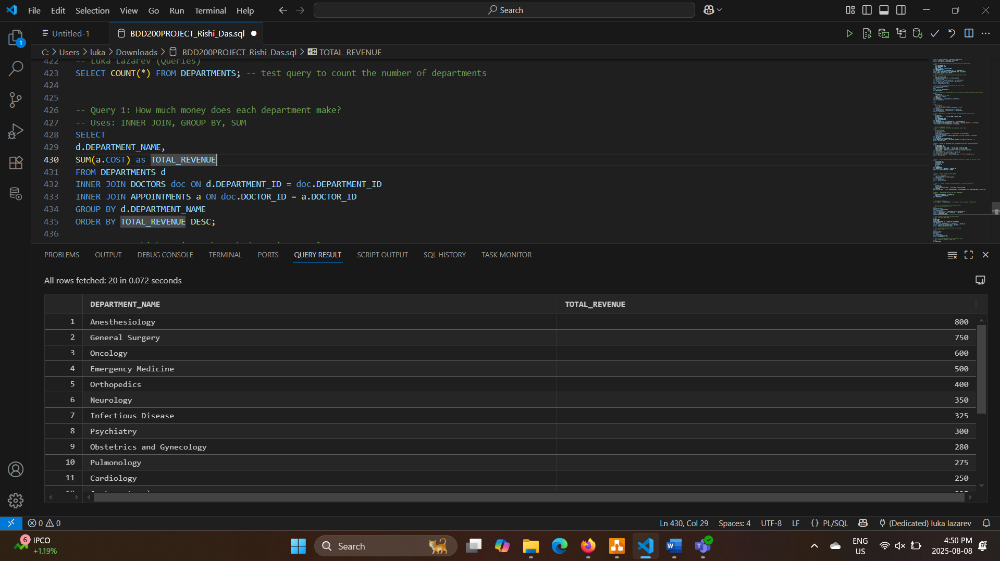 File Edit Selection View Go Run Terminal Help
Search
Untitled-1
BDD200PROJECT_Rishi_Das.sql
C: > Users > luka > Downloads > BDD200PROJECT_Rishi_Das.sql > TOTAL_REVENUE
422 -- Luka Lazarev (Queries)
423 SELECT COUNT(*) FROM DEPARTMENTS; -- test query to count the number of departments
424
425
426 -- Query 1: How much money does each department make?
427 -- Uses: INNER JOIN, GROUP BY, SUM
428 SELECT
429 d.DEPARTMENT_NAME,
430 SUM(a.COST) as TOTAL_REVENUE
431 FROM DEPARTMENTS d
432 INNER JOIN DOCTORS doc ON d.DEPARTMENT_ID = doc.DEPARTMENT_ID
433 INNER JOIN APPOINTMENTS a ON doc.DOCTOR_ID = a.DOCTOR_ID
434 GROUP BY d.DEPARTMENT_NAME
435 ORDER BY TOTAL_REVENUE DESC;
436
PROBLEMS OUTPUT DEBUG CONSOLE TERMINAL PORTS QUERY RESULT SCRIPT OUTPUT SQL HISTORY TASK MONITOR
All rows fetched: 20 in 0.072 seconds
DEPARTMENT_NAME TOTAL_REVENUE
1 Anesthesiology 800
2 General Surgery 750
3 Oncology 600
4 Emergency Medicine 500
5 Orthopedics 400
6 Neurology 350
7 Infectious Disease 325
8 Psychiatry 300
9 Obstetrics and Gynecology 280
10 Pulmonology 275
11 Cardiology 250
0 0
Ln 430, Col 29 Spaces: 4 UTF-8 LF {} PL/SQL (Dedicated) luka lazarev
6 IPCO
+1.19%
Search
ENG
US
4:50 PM
2025-08-08